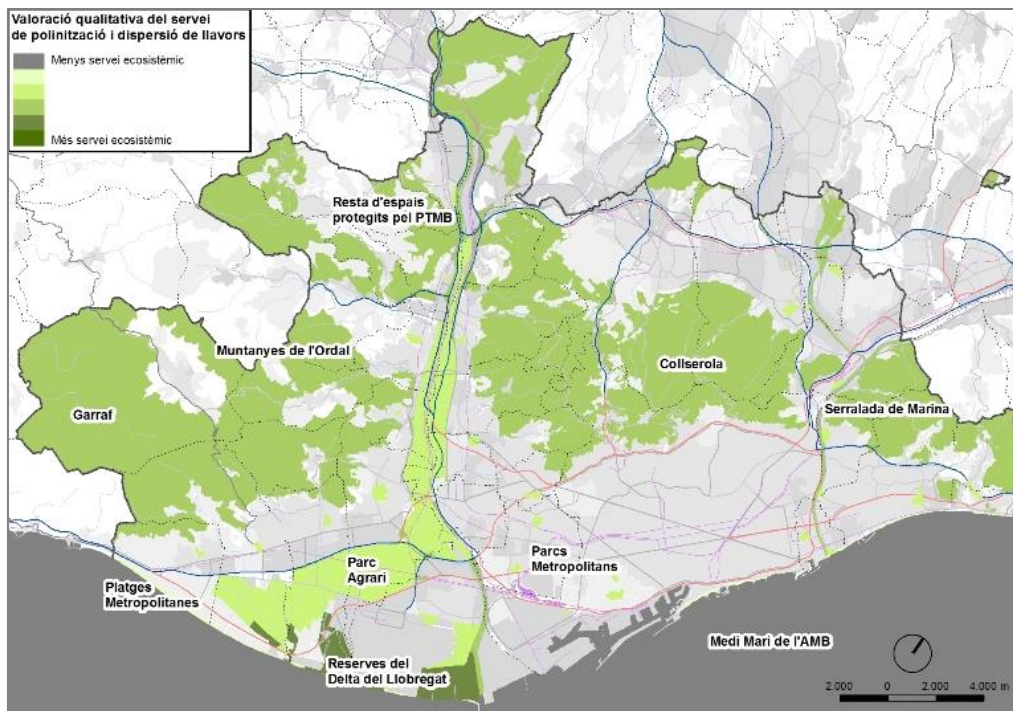 Valoració qualitativa del servei
de polinització i dispersió de llavors
Menys servei ecosistèmic
Més servei ecosistèmic
Resta d'espais
protegits pel PTMB
Muntanyes de l'Ordal
Garraf
Collserola
Serralada de Marina
Parc
Agrari
Parcs
Metropolitans
Platges
Metropolitanes
Reserves del
Delta del Llobregat
Medi Marí de l'AMB
2.000 0 2.000 4.000 m